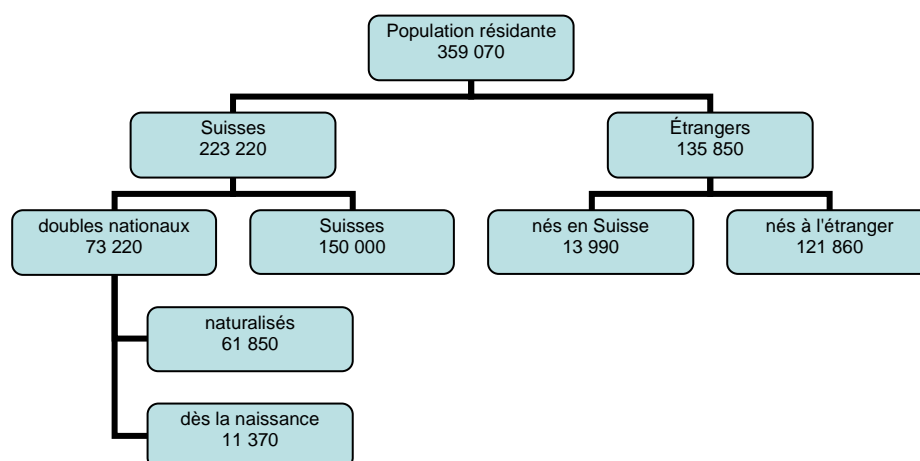 Population résidante
359 070
Suisses
223 220
Étrangers
135 850
doubles nationaux
73 220
Suisses
150 000
nés en Suisse
13 990
nés à l'étranger
121 860
naturalisés
61 850
dès la naissance
11 370